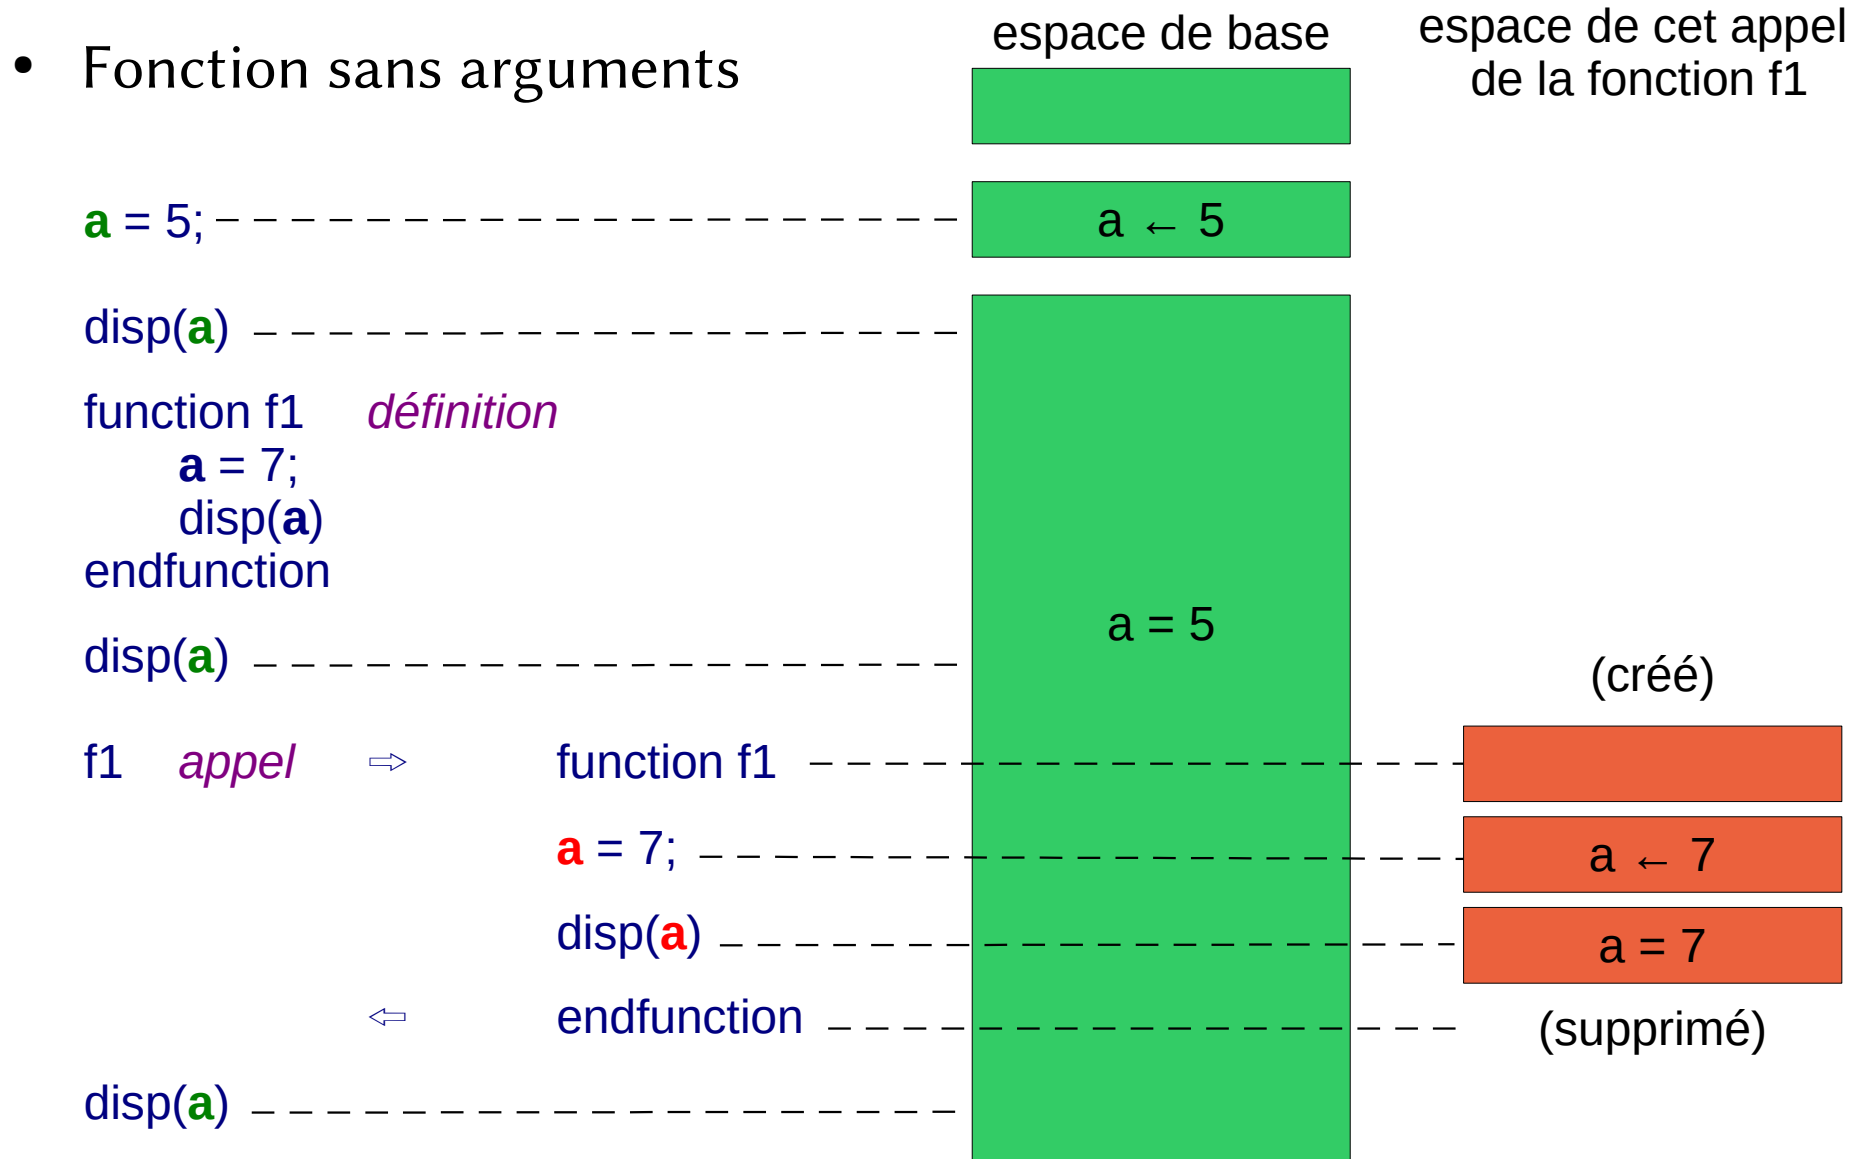 espace de base
espace de cet appel
de la fonction f1
• Fonction sans arguments
a = 5;
a ← 5
disp(a)
function f1 définition
a = 7;
disp(a)
endfunction
a = 5
disp(a)
(créé)
f1 appel ⇨ function f1
a = 7;
a ← 7
disp(a)
a = 7
⇦ endfunction
(supprimé)
disp(a)